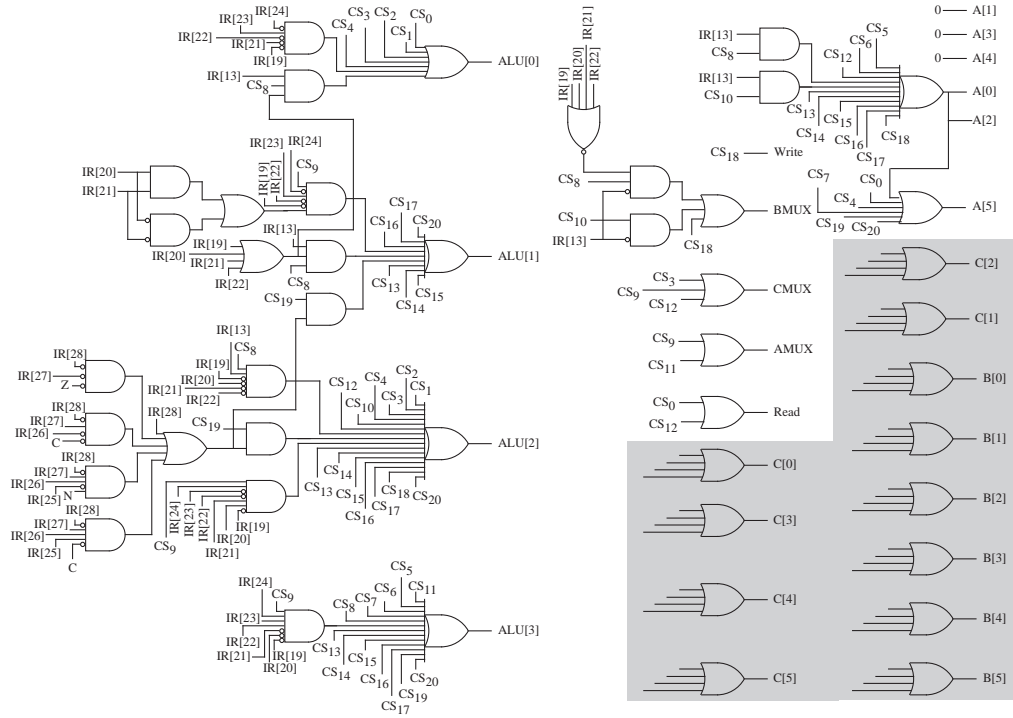 IR[24]
IR[23]
IR[22]
IR[21]
IR[19]
CS4
CS3
CS2
CS0
CS1
ALU[0]
IR[13]
CS8
IR[23]
IR[24]
CS9
IR[19]
IR[22]
IR[20]
IR[21]
IR[19]
IR[20]
IR[21]
IR[22]
IR[13]
CS8
CS17
CS16
CS20
ALU[1]
CS13
CS14
CS15
CS19
IR[13]
CS8
IR[19]
IR[20]
IR[21]
IR[22]
IR[28]
IR[27]
Z
IR[28]
IR[27]
IR[26]
C
IR[28]
IR[27]
IR[26]
IR[25]
N
IR[28]
IR[27]
IR[26]
IR[25]
C
IR[28]
CS19
CS12
CS10
CS4
CS3
CS2
CS1
ALU[2]
CS13
CS14
CS15
CS16
CS17
CS18
CS20
CS9
IR[24]
IR[23]
IR[22]
IR[21]
IR[20]
IR[19]
IR[24]
CS9
IR[23]
IR[22]
IR[21]
IR[20]
IR[19]
CS8
CS7
CS6
CS5
CS11
ALU[3]
CS13
CS14
CS15
CS16
CS17
CS19
CS20
IR[21]
IR[19]
IR[20]
IR[22]
CS8
CS10
IR[13]
CS18
BMUX
CS3
CS9
CS12
CMUX
CS9
CS11
AMUX
CS0
CS12
Read
0 A[1]
0 A[3]
0 A[4]
IR[13]
CS8
IR[13]
CS10
CS12
CS6
CS5
A[0]
A[2]
CS13
CS14
CS15
CS16
CS17
CS18
CS18 Write
CS7
CS4
CS0
CS19
CS20
A[5]
C[2]
C[1]
B[0]
B[1]
B[2]
B[3]
B[4]
B[5]
C[0]
C[3]
C[4]
C[5]